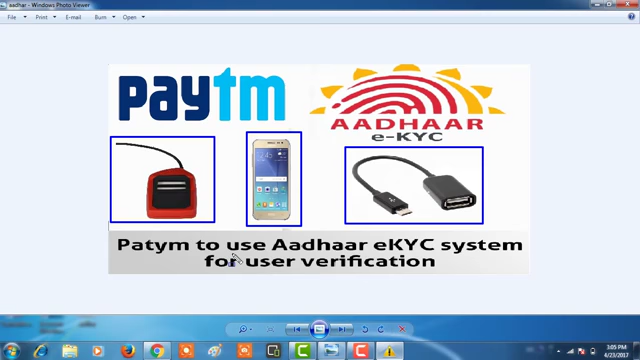 aadhar - Windows Photo Viewer
File Print E-mail Burn Open
paytm
AADHAAR
e-KYC
Patym to use Aadhaar eKYC system
for user verification
3:05 PM
4/23/2017